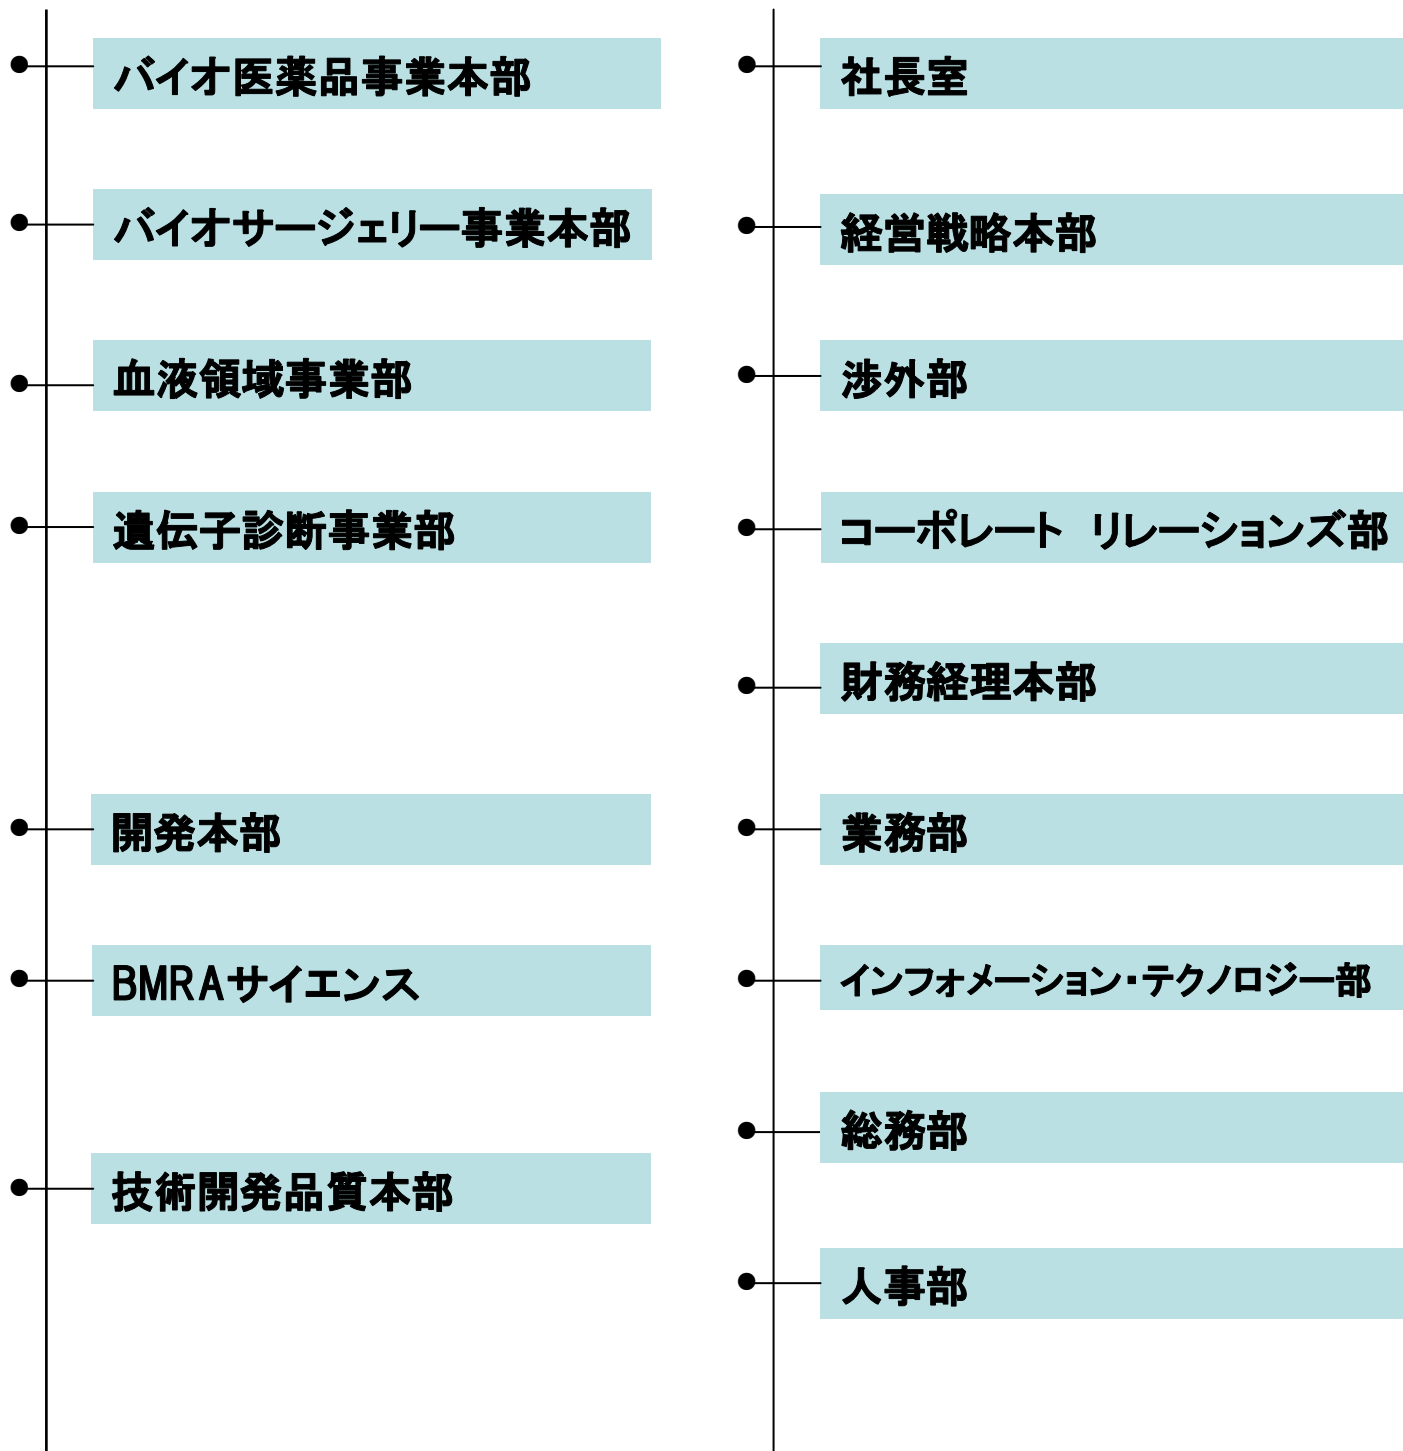 バイオ医薬品事業本部
バイオサージェリー事業本部
血液領域事業部
遺伝子診断事業部
開発本部
BMRAサイエンス
技術開発品質本部
社長室
経営戦略本部
渉外部
コーポレート　リレーションズ部
財務経理本部
業務部
インフォメーション・テクノロジー部
総務部
人事部